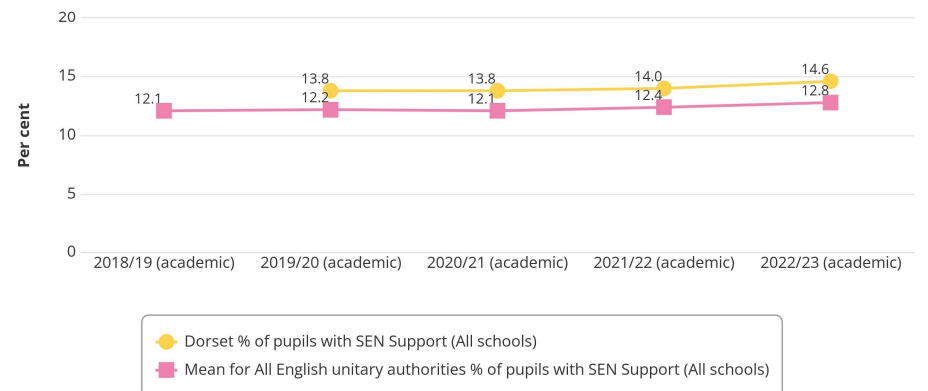 20
15
10
5
0
Per cent
13.8 13.8 14.0 14.6
12.1 12.2 12.1 12.4 12.8
2018/19 (academic) 2019/20 (academic) 2020/21 (academic) 2021/22 (academic) 2022/23 (academic)
Dorset % of pupils with SEN Support (All schools)
Mean for All English unitary authorities % of pupils with SEN Support (All schools)